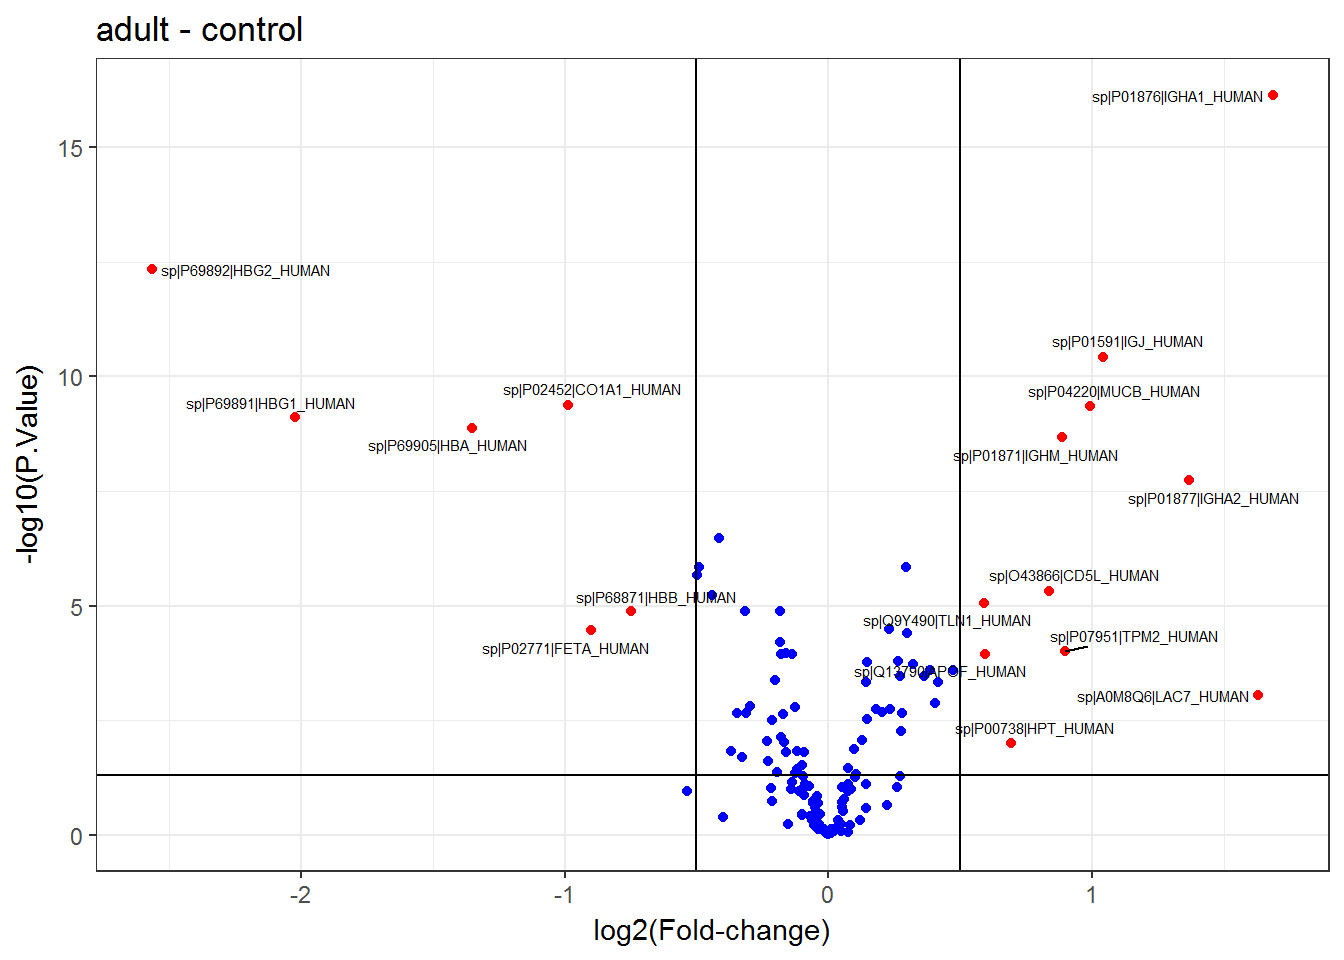 adult - control
sp|P01876|IGHA1_HUMAN
15
sp|P69892|HBG2_HUMAN
sp|P01591|IGJ_HUMAN
10
sp|P02452|CO1A1_HUMAN
sp|P04220|MUCB_HUMAN
sp|P69891|HBG1_HUMAN
sp|P69905|HBA_HUMAN
sp|P01871|IGHM_HUMAN
sp|P01877|IGHA2_HUMAN
-log10(P.Value)
sp|O43866|CD5L_HUMAN
sp|P68871|HBB_HUMAN
5
sp|Q9Y490|TLN1_HUMAN
sp|P07951|TPM2_HUMAN
sp|P02771|FETA_HUMAN
sp|Q13790|APOF_HUMAN
sp|A0M8Q6|LAC7_HUMAN
sp|P00738|HPT_HUMAN
0
-2
-1
0
1
log2(Fold-change)